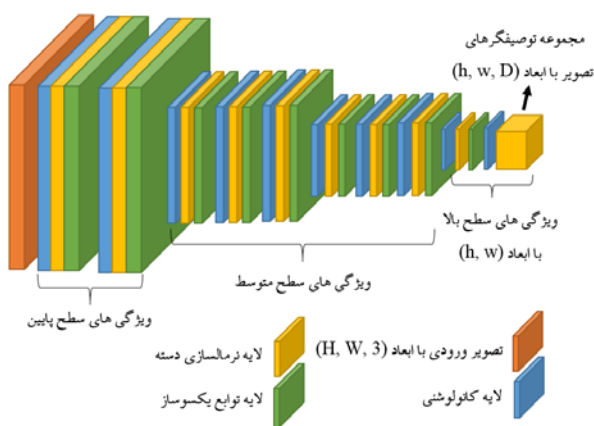 مجموعه توصیفگرهای
تصویر با ابعاد (h, w, D)
ویژگی های سطح بالا
با ابعاد (h, w)
ویژگی های سطح متوسط
ویژگی های سطح پایین
تصویر ورودی با ابعاد (H, W, 3)
لایه نرمالسازی دسته
لایه کانولوشنی
لایه توابع یکسوساز